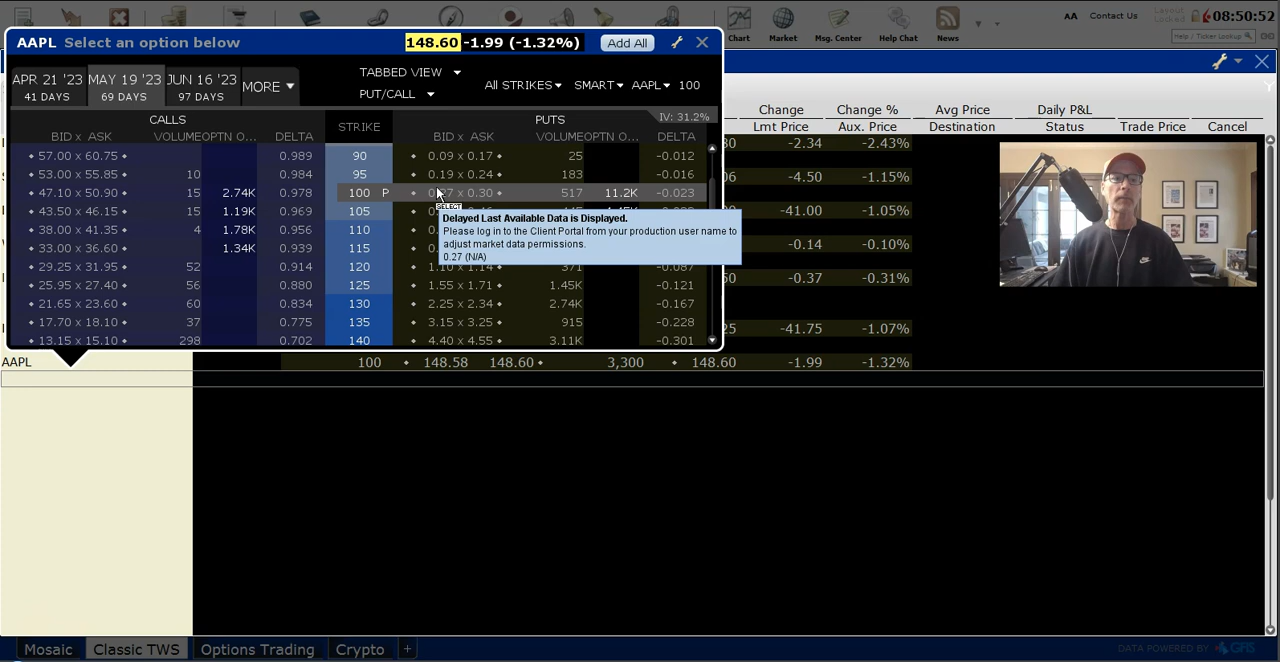 Chart
Market
Msg. Center
Help Chat
News
AA Contact Us
Layout
Locked
08:50:52
Help / Ticker Lookup
AAPL Select an option below
148.60 -1.99 (-1.32%)
Add All
APR 21 '23
41 DAYS
MAY 19 '23
69 DAYS
JUN 16 '23
97 DAYS
MORE
TABBED VIEW
PUT/CALL
All STRIKES
SMART
AAPL
100
IV: 31.2%
CALLS
STRIKE
PUTS
BID x ASK VOLUME OPTN O... DELTA
BID x ASK VOLUME OPTN O... DELTA
57.00 x 60.75 0.989 90 0.09 x 0.17 25 -0.012
53.00 x 55.85 10 0.984 95 0.19 x 0.24 183 -0.016
47.10 x 50.90 15 2.74K 0.978 100 P x 0.30 517 11.2K -0.023
43.50 x 46.15 15 1.19K 0.969 105
38.00 x 41.35 4 1.78K 0.956 110
33.00 x 36.60 1.34K 0.939 115
29.25 x 31.95 52 0.914 120 1.10 x 1.14 371 -0.087
25.95 x 27.40 56 0.880 125 1.55 x 1.71 1.45K -0.121
21.65 x 23.60 60 0.834 130 2.25 x 2.34 2.74K -0.167
17.70 x 18.10 37 0.775 135 3.15 x 3.25 915 -0.228
13.15 x 15.10 298 0.702 140 4.40 x 4.55 3.11K -0.301
SELECT
Delayed Last Available Data is Displayed.
Please log in to the Client Portal from your production user name to
adjust market data permissions.
0.27 (N/A)
Change Change % Avg Price Daily P&L
Lmt Price Aux. Price Destination Status Trade Price Cancel
30 -2.34 -2.43%
06 -4.50 -1.15%
-41.00 -1.05%
-0.14 -0.10%
-0.37 -0.31%
25 -41.75 -1.07%
AAPL 100 148.58 148.60 3,300 148.60 -1.99 -1.32%
Mosaic
Classic TWS
Options Trading
Crypto
+
DATA POWERED BY GFIS